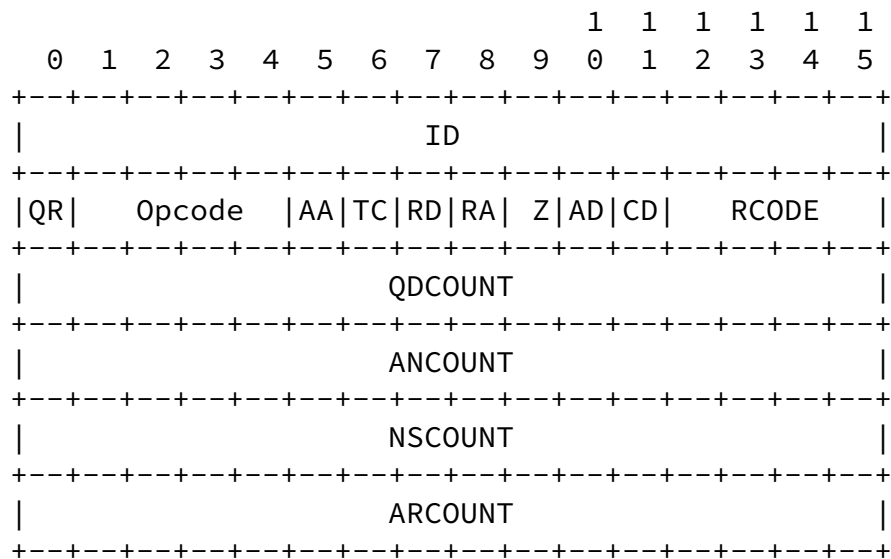 1  1  1  1  1  1
  0  1  2  3  4  5  6  7  8  9  0  1  2  3  4  5
+--+--+--+--+--+--+--+--+--+--+--+--+--+--+--+--+
|                      ID                       |
+--+--+--+--+--+--+--+--+--+--+--+--+--+--+--+--+
|QR|   Opcode  |AA|TC|RD|RA| Z|AD|CD|   RCODE   |
+--+--+--+--+--+--+--+--+--+--+--+--+--+--+--+--+
|                    QDCOUNT                    |
+--+--+--+--+--+--+--+--+--+--+--+--+--+--+--+--+
|                    ANCOUNT                    |
+--+--+--+--+--+--+--+--+--+--+--+--+--+--+--+--+
|                    NSCOUNT                    |
+--+--+--+--+--+--+--+--+--+--+--+--+--+--+--+--+
|                    ARCOUNT                    |
+--+--+--+--+--+--+--+--+--+--+--+--+--+--+--+--+